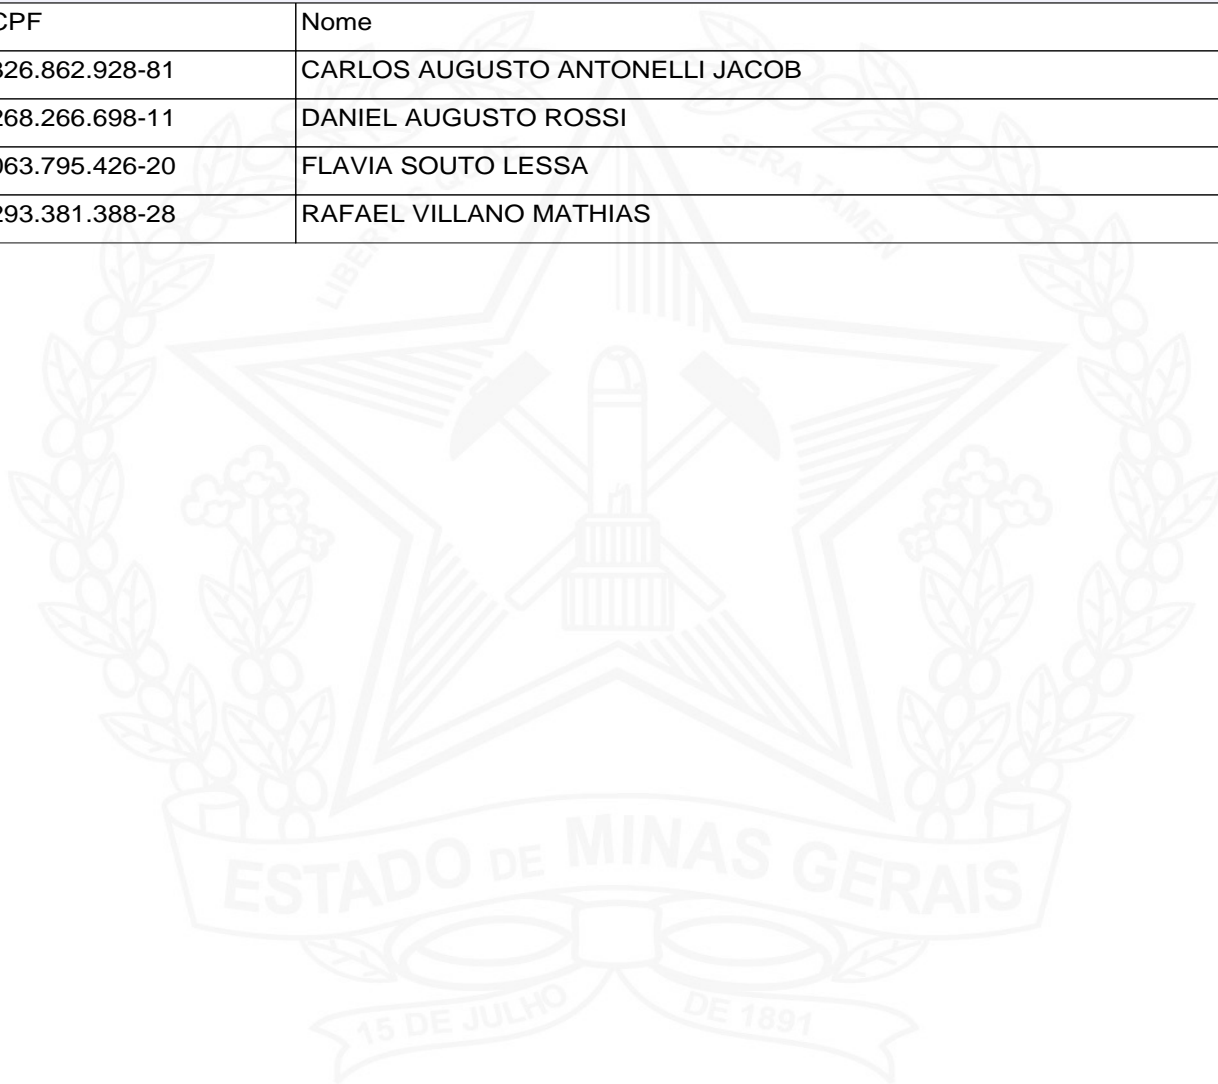 CPF Nome
326.862.928-81 CARLOS AUGUSTO ANTONELLI JACOB
268.266.698-11 DANIEL AUGUSTO ROSSI
063.795.426-20 FLAVIA SOUTO LESSA
293.381.388-28 RAFAEL VILLANO MATHIAS
LIBERTAS QUE SERA TAMEN
ESTADO DE MINAS GERAIS
15 DE JULHO DE 1891